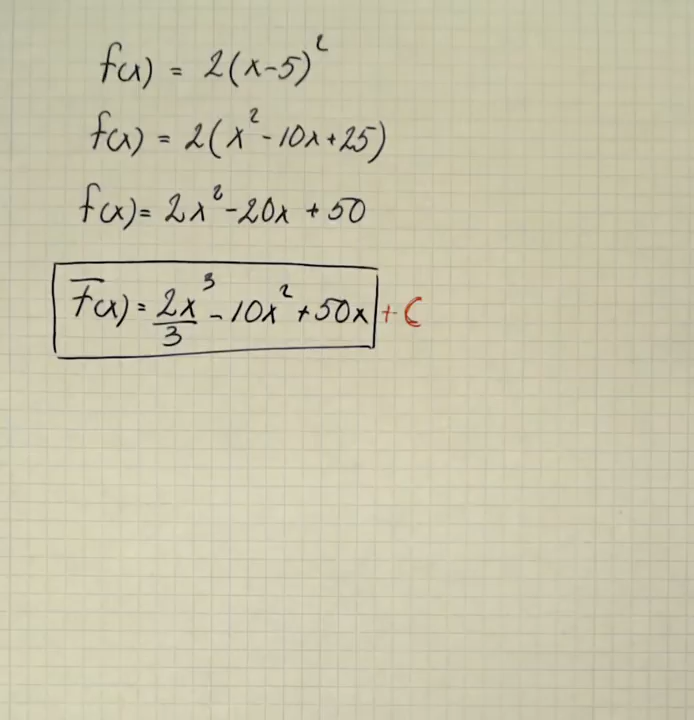 f(x) = 2(x-5)²
f(x) = 2(x²-10x+25)
f(x) = 2x²-20x+50
F(x) = 2x³/3 - 10x² + 50x + C